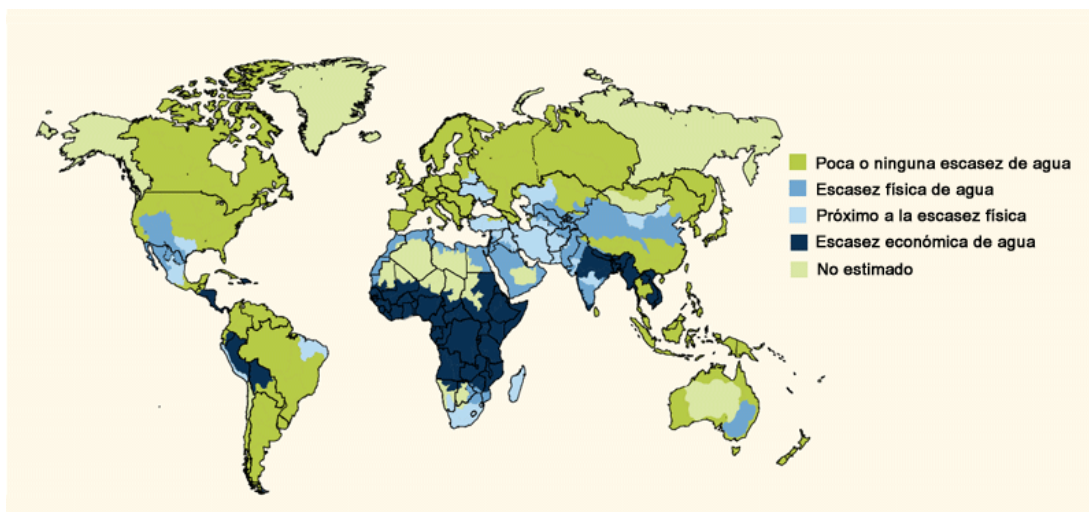 Poca o ninguna escasez de agua
Escasez física de agua
Próximo a la escasez física
Escasez económica de agua
No estimado